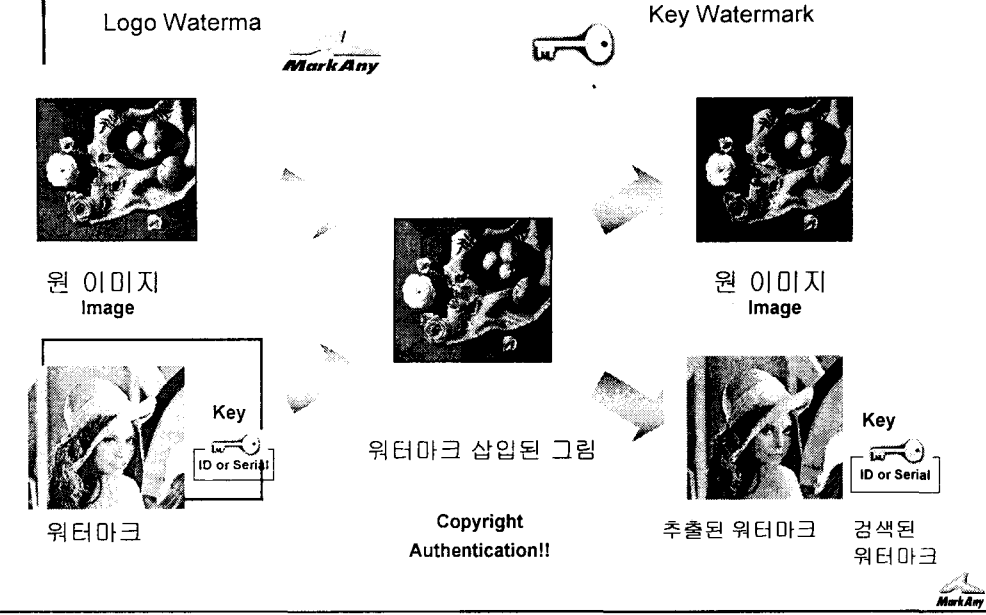 Logo Waterma
MarkAny
Key Watermark
원 이미지
Image
원 이미지
Image
Key
ID or Serial
워터마크
워터마크 삽입된 그림
Copyright
Authentication!!
Key
ID or Serial
추출된 워터마크
검색된
워터마크
MarkAny